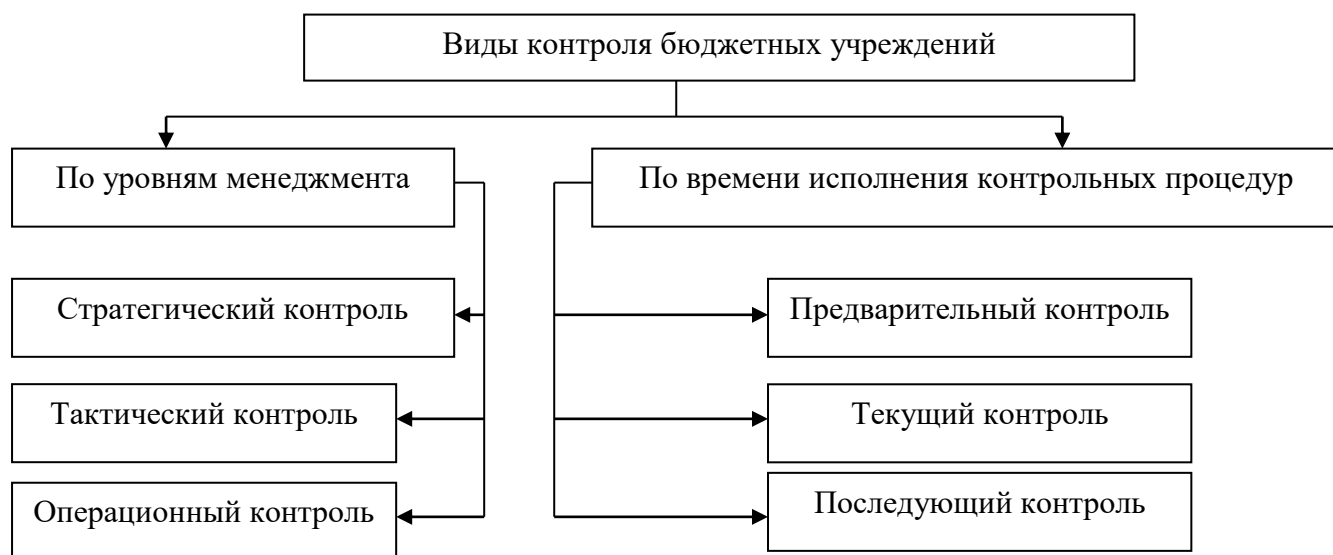 Виды контроля бюджетных учреждений
По уровням менеджмента
По времени исполнения контрольных процедур
Стратегический контроль
Предварительный контроль
Тактический контроль
Текущий контроль
Операционный контроль
Последующий контроль